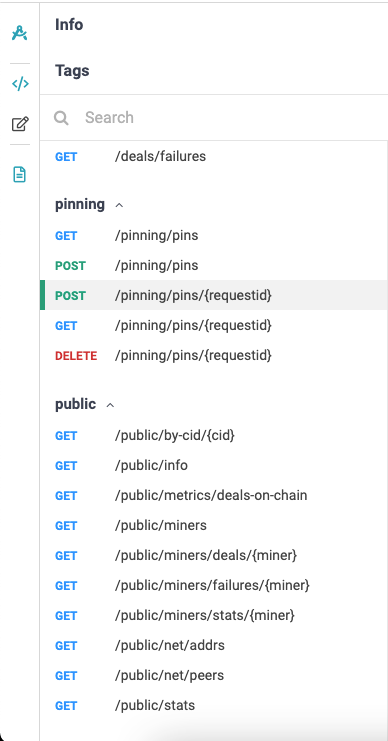 Info
Tags
Search
GET /deals/failures
pinning
GET /pinning/pins
POST /pinning/pins
POST /pinning/pins/{requestid}
GET /pinning/pins/{requestid}
DELETE /pinning/pins/{requestid}
public
GET /public/by-cid/{cid}
GET /public/info
GET /public/metrics/deals-on-chain
GET /public/miners
GET /public/miners/deals/{miner}
GET /public/miners/failures/{miner}
GET /public/miners/stats/{miner}
GET /public/net/addrs
GET /public/net/peers
GET /public/stats